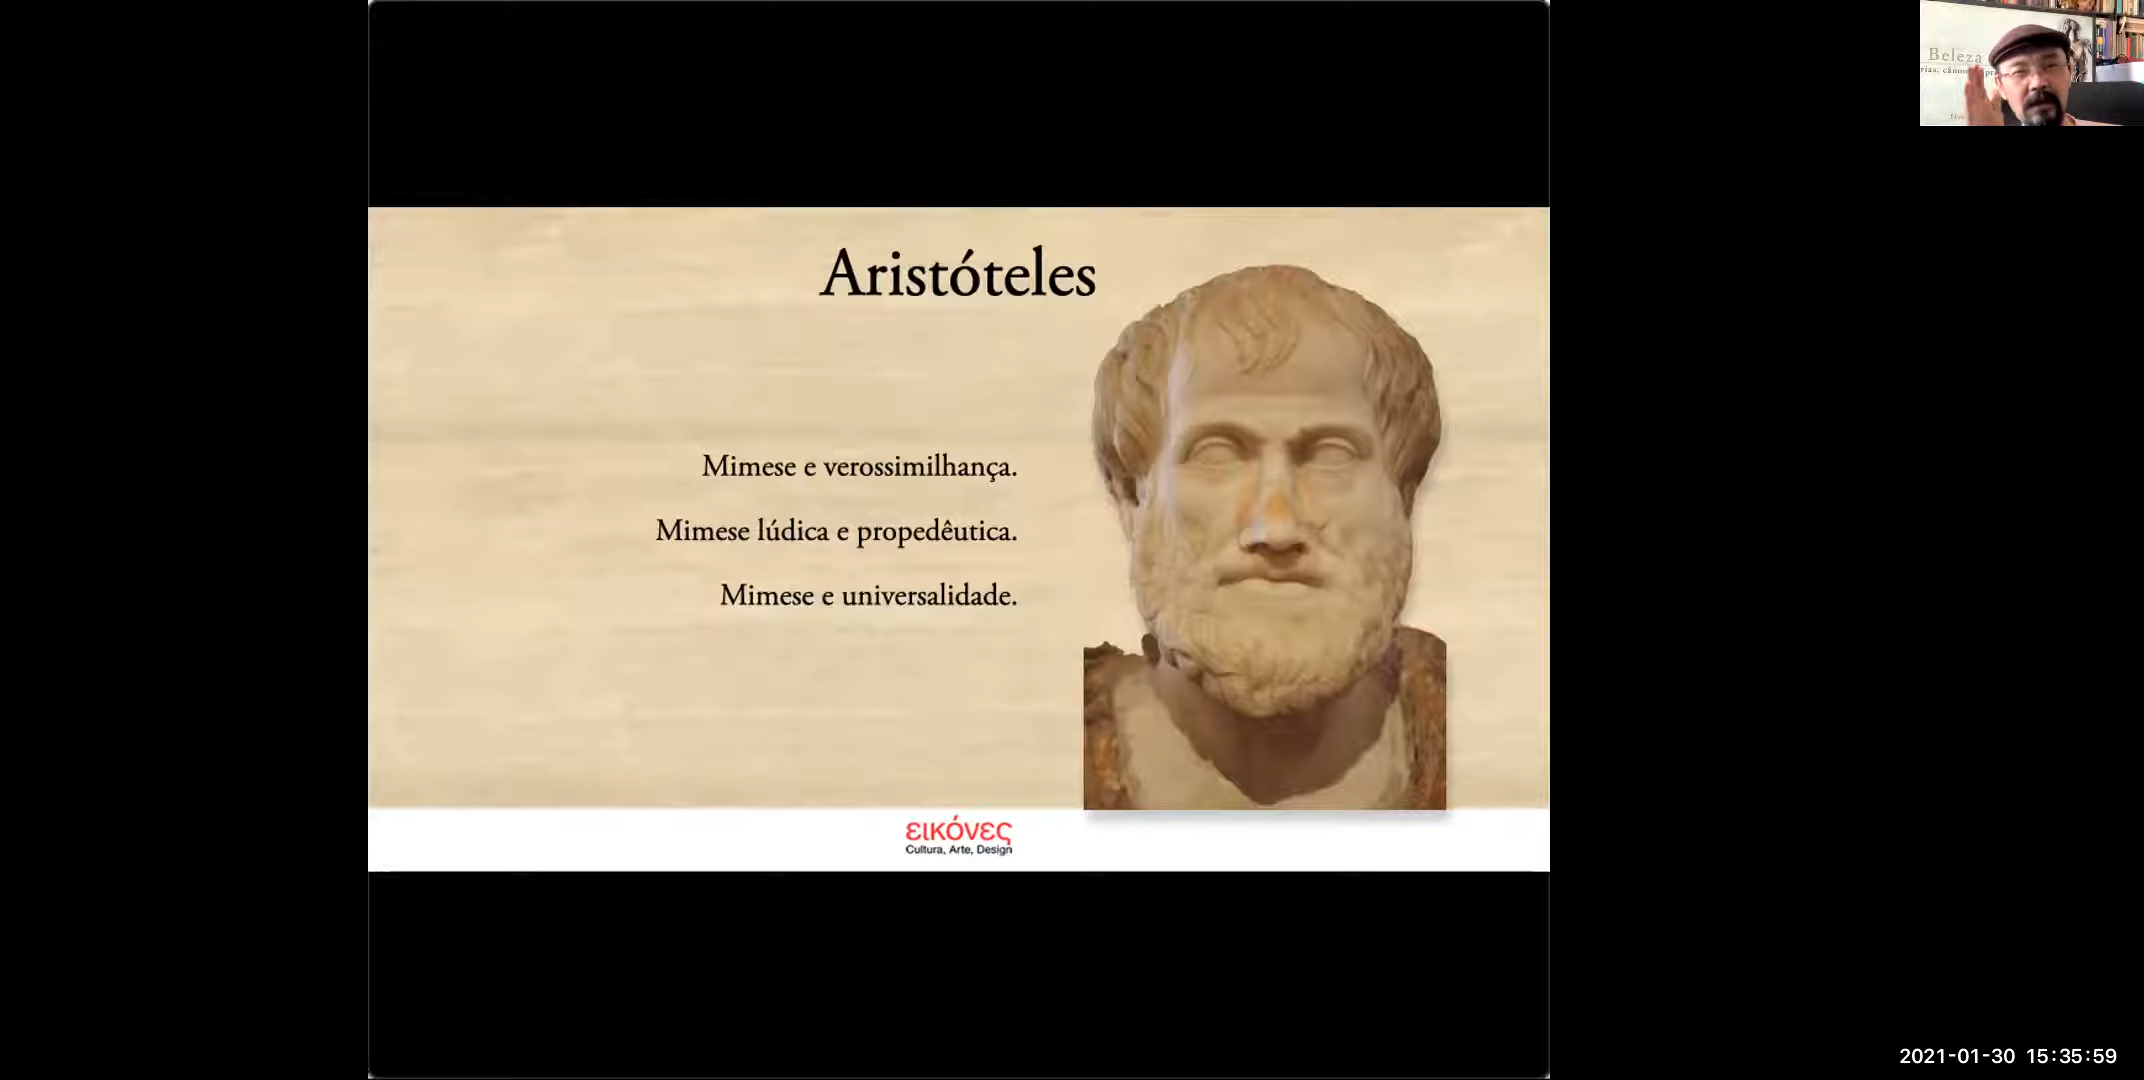 Aristóteles
Mimese e verossimilhança.
Mimese lúdica e propedêutica.
Mimese e universalidade.
εικόνες
Cultura, Arte, Design
Beleza
2021-01-30 15:35:59